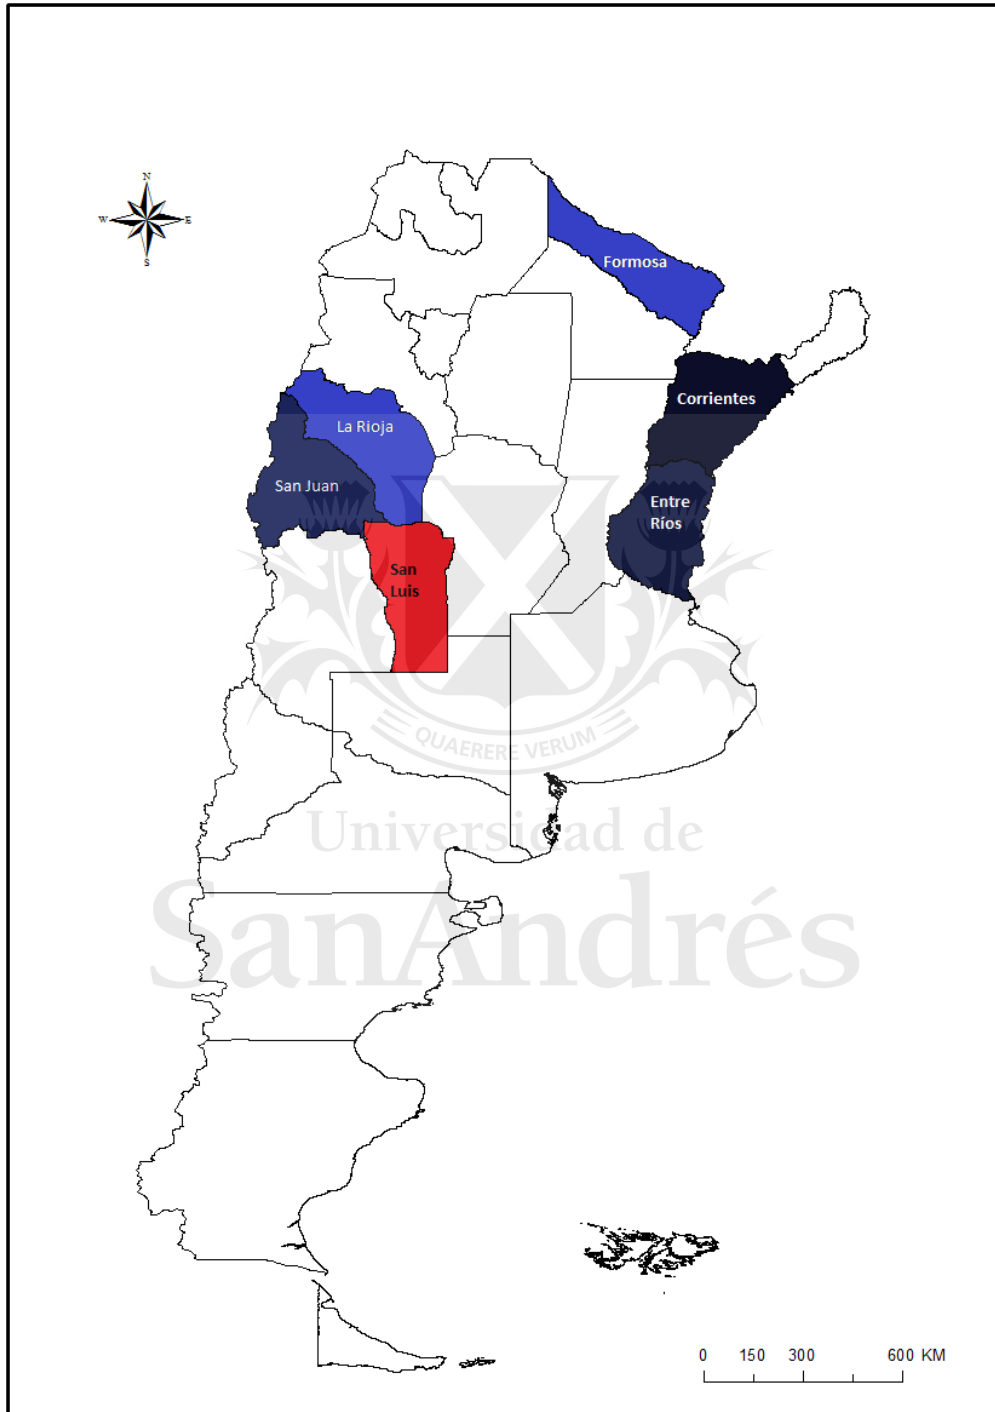 N
W E
S
Formosa
Corrientes
La Rioja
San Juan
Entre
Ríos
San
Luis
QUAERERE VERUM
Universidad de
SanAndrés
0 150 300 600 KM